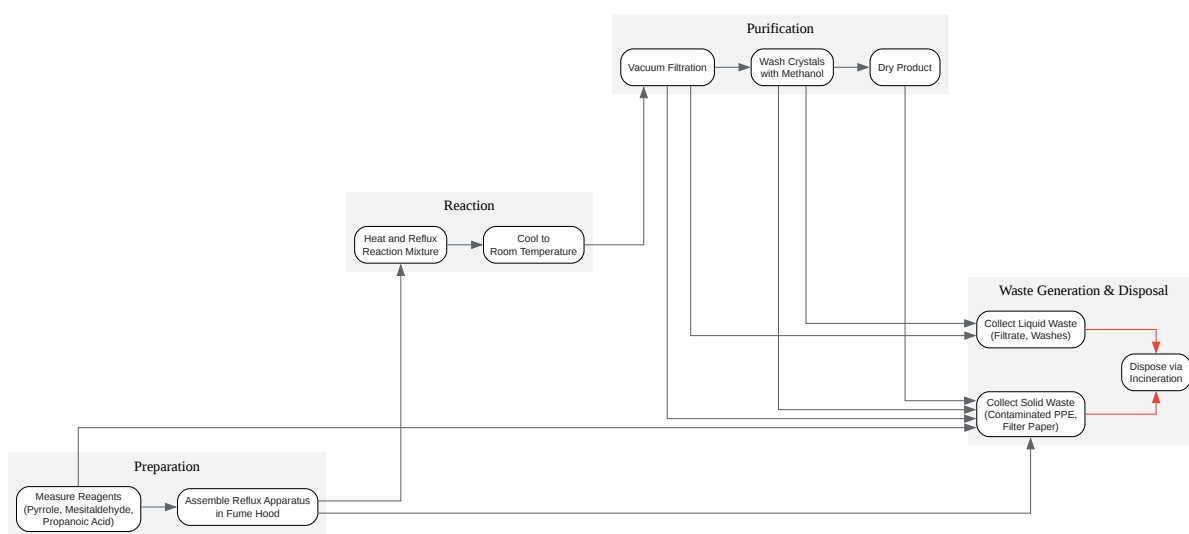 Purification
Vacuum Filtration
Wash Crystals
with Methanol
Dry Product
Reaction
Heat and Reflux
Reaction Mixture
Cool to
Room Temperature
Waste Generation & Disposal
Collect Liquid Waste
(Filtrate, Washes)
Dispose via
Incineration
Collect Solid Waste
(Contaminated PPE,
Filter Paper)
Preparation
Measure Reagents
(Pyrrole, Mesitaldehyde,
Propanoic Acid)
Assemble Reflux Apparatus
in Fume Hood